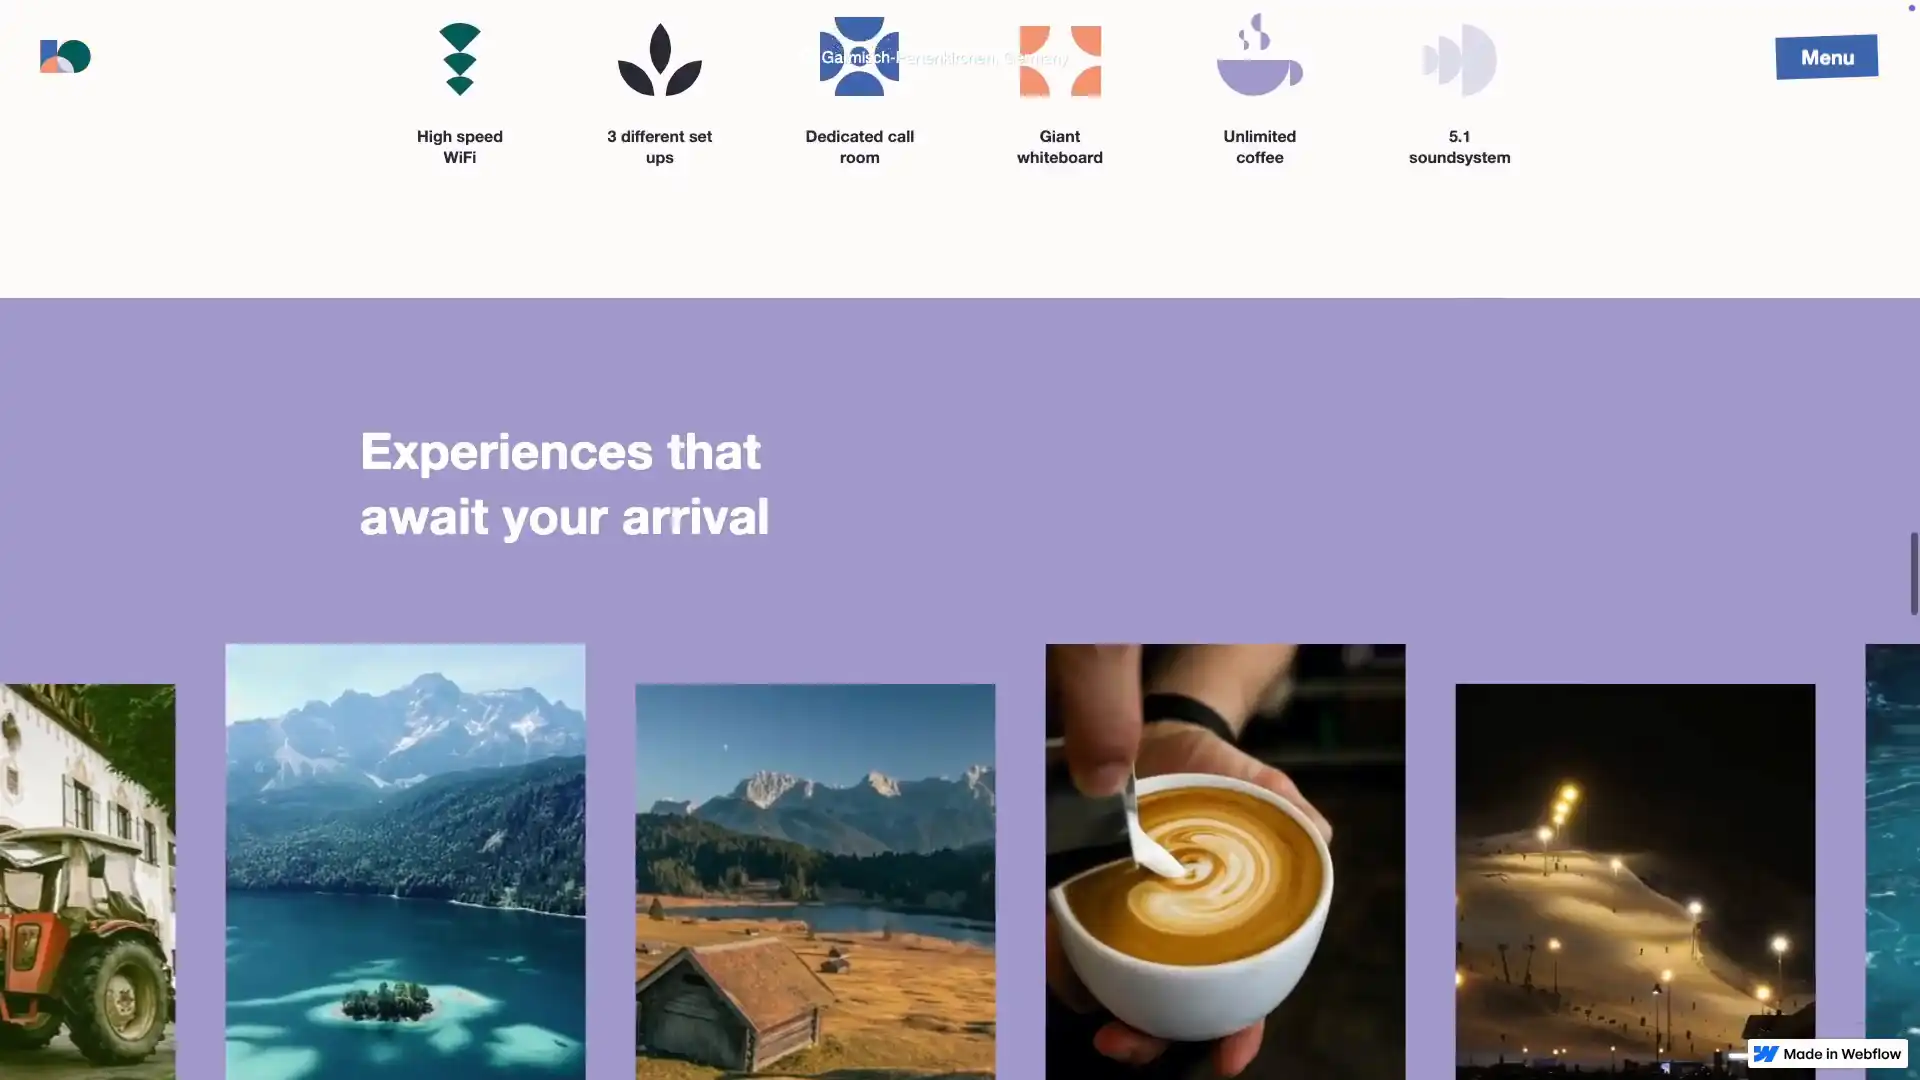 Garmisch-Partenkirchen, Germany
Menu
High speed
WiFi
3 different set
ups
Dedicated call
room
Giant
whiteboard
Unlimited
coffee
5.1
soundsystem
Experiences that
await your arrival
Made in Webflow